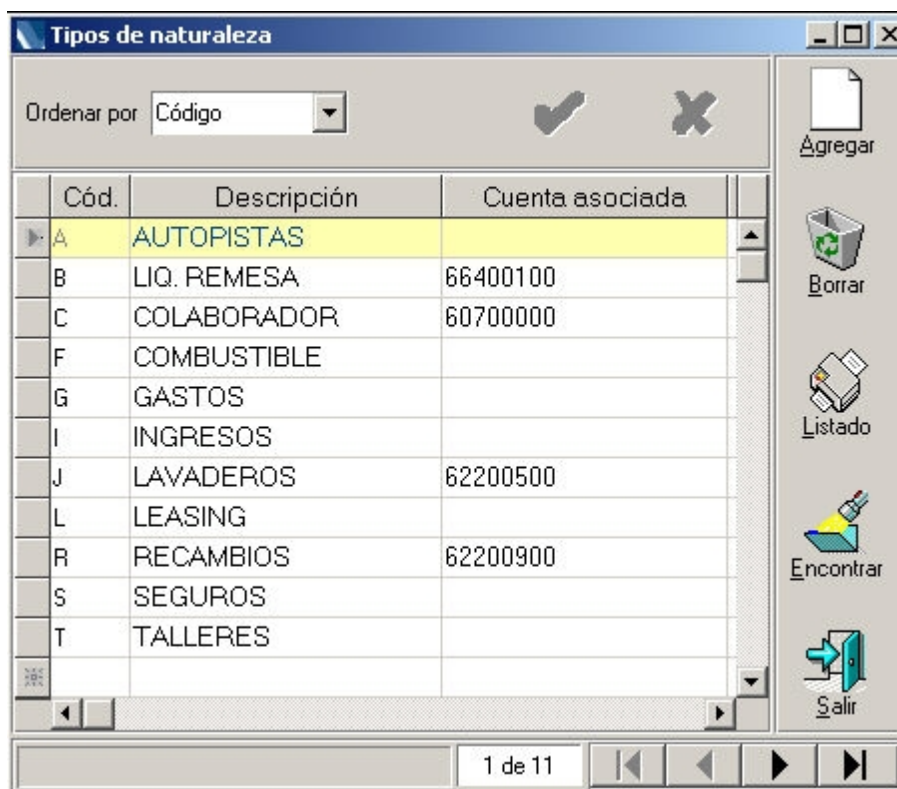 Tipos de naturaleza
Ordenar por Código
Agregar
Cód. Descripción Cuenta asociada
A AUTOPISTAS
B LIQ. REMESA 66400100
Borrar
C COLABORADOR 60700000
F COMBUSTIBLE
G GASTOS
Listado
I INGRESOS
J LAVADEROS 62200500
L LEASING
R RECAMBIOS 62200900
Encontrar
S SEGUROS
T TALLERES
Salir
1 de 11